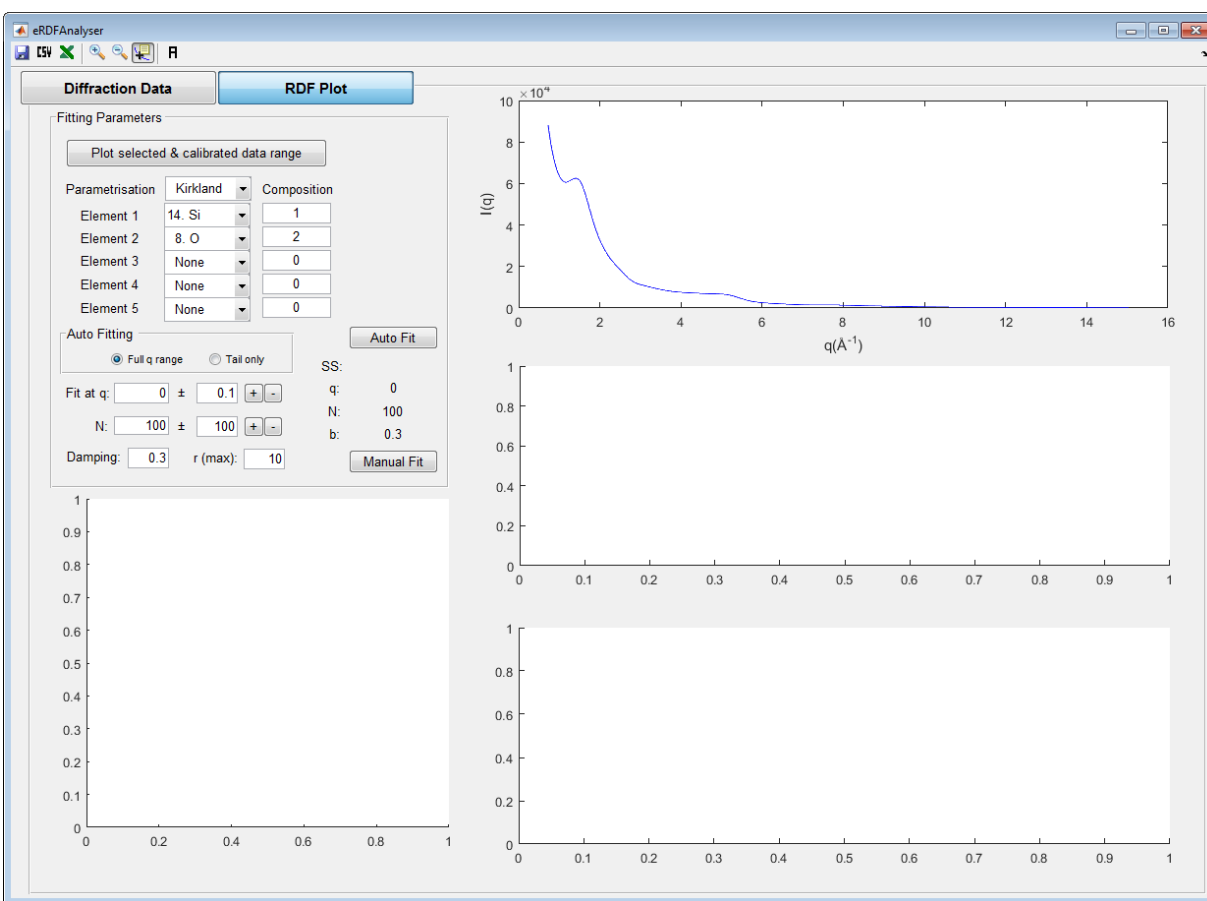 eRDFAnalyser
CSV
A
Diffraction Data
RDF Plot
Fitting Parameters
Plot selected & calibrated data range
Parametrisation Kirkland Composition
Element 1 14. Si 1
Element 2 8. O 2
Element 3 None 0
Element 4 None 0
Element 5 None 0
Auto Fitting
Full q range Tail only
Auto Fit
SS:
Fit at q: 0 ± 0.1 + -
q: 0
N: 100
N: 100 ± 100 + -
b: 0.3
Damping: 0.3 r (max): 10
Manual Fit
×10^4
10
8
6
4
2
0
I(q)
0 2 4 6 8 10 12 14 16
q(Å^-1)
1
0.8
0.6
0.4
0.2
0
0 0.1 0.2 0.3 0.4 0.5 0.6 0.7 0.8 0.9 1
1
0.9
0.8
0.7
0.6
0.5
0.4
0.3
0.2
0.1
0
0 0.2 0.4 0.6 0.8 1
1
0.8
0.6
0.4
0.2
0
0 0.1 0.2 0.3 0.4 0.5 0.6 0.7 0.8 0.9 1